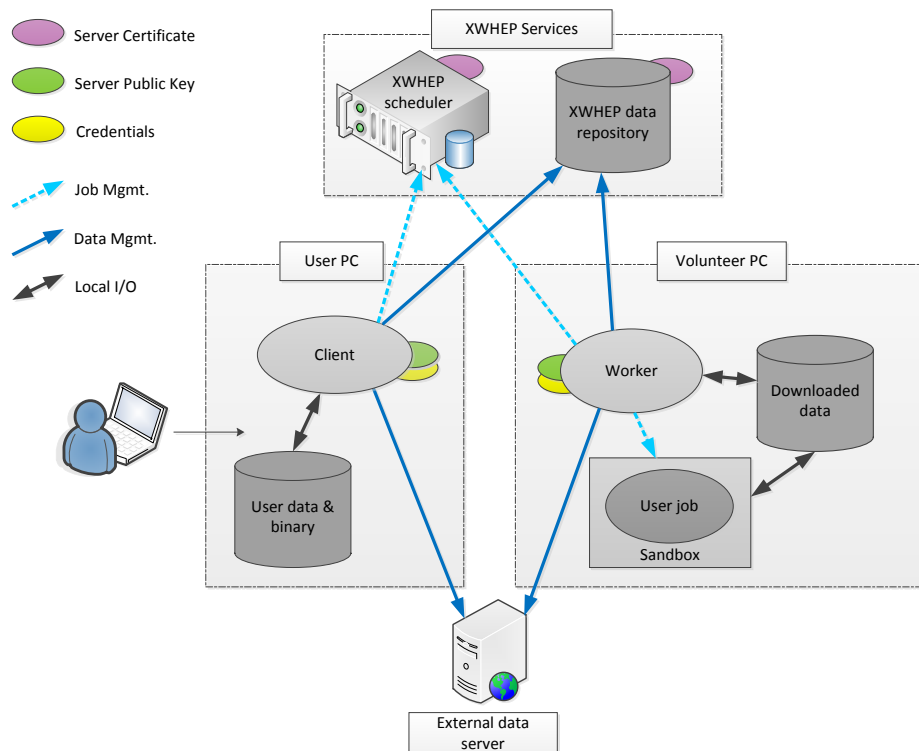 XWHEP Services
Server Certificate
Server Public Key
Credentials
Job Mgmt.
Data Mgmt.
Local I/O
XWHEP
scheduler
XWHEP data
repository
User PC
Volunteer PC
Client
Worker
Downloaded
data
User data &
binary
User job
Sandbox
External data
server